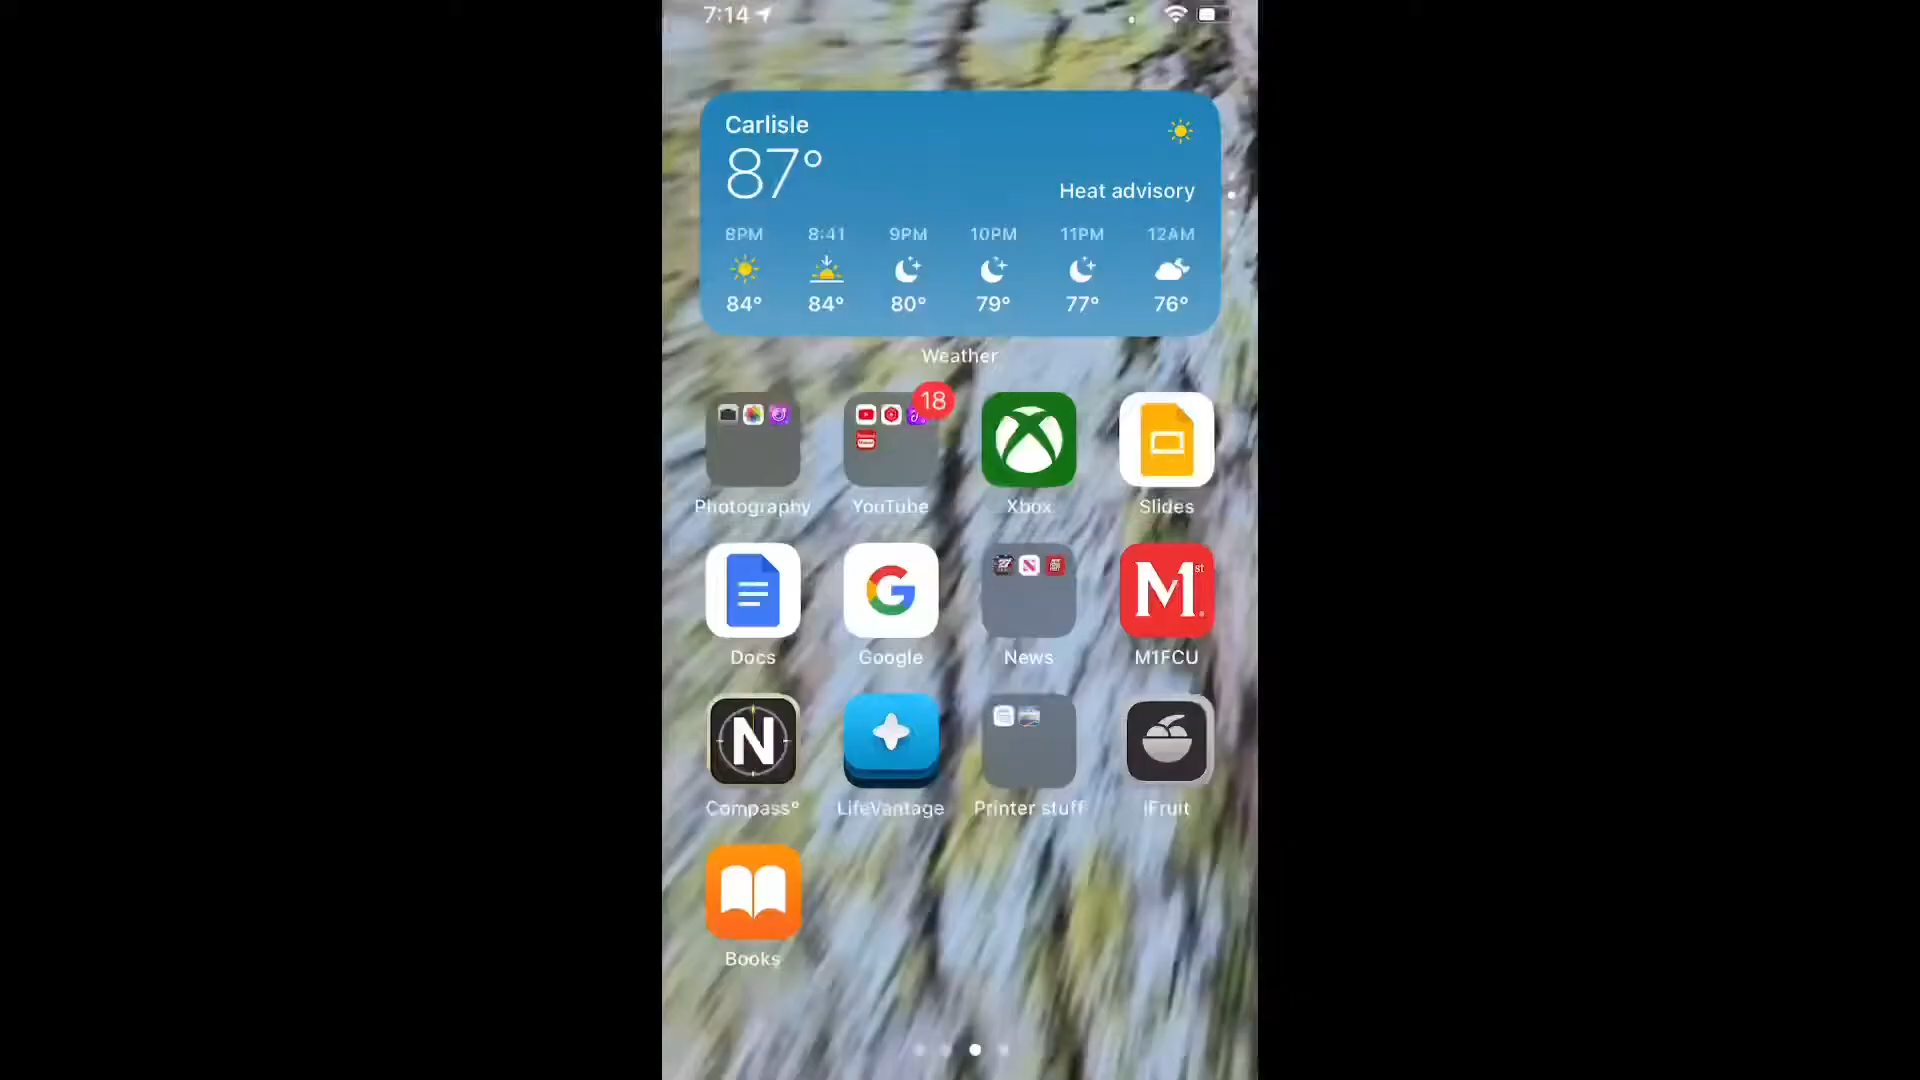 7:14
Carlisle
87°
Heat advisory
8PM 8:41 9PM 10PM 11PM 12AM
84° 84° 80° 79° 77° 76°
Weather
18
Photography YouTube Xbox Slides
G
M1st
Docs Google News M1FCU
N
Compass° LifeVantage Printer stuff iFruit
Books